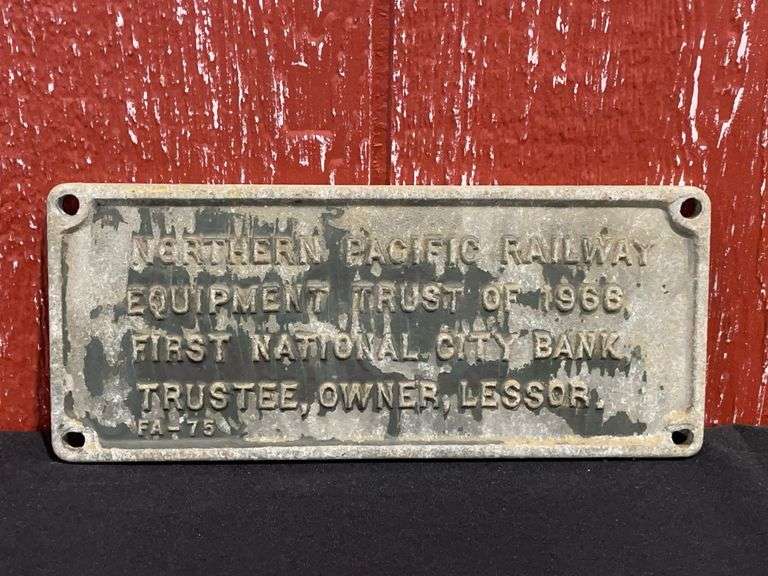 NORTHERN PACIFIC RAILWAY
EQUIPMENT TRUST OF 1966,
FIRST NATIONAL CITY BANK,
TRUSTEE, OWNER, LESSOR.
FA-75